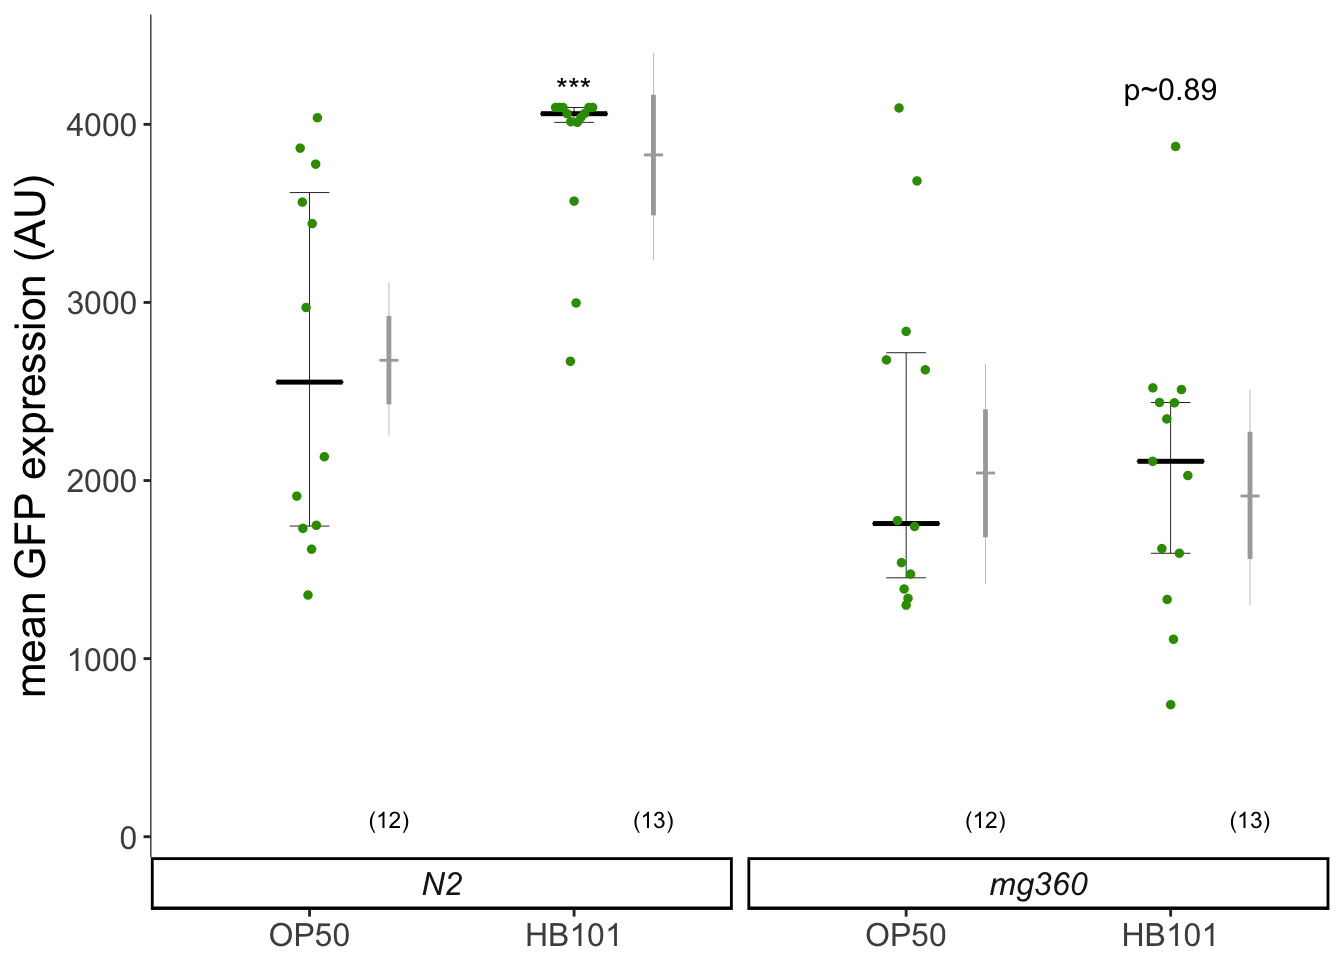 mean GFP expression (AU)
4000
3000
2000
1000
0
***
p~0.89
(12)
(13)
(12)
(13)
N2
mg360
OP50
HB101
OP50
HB101